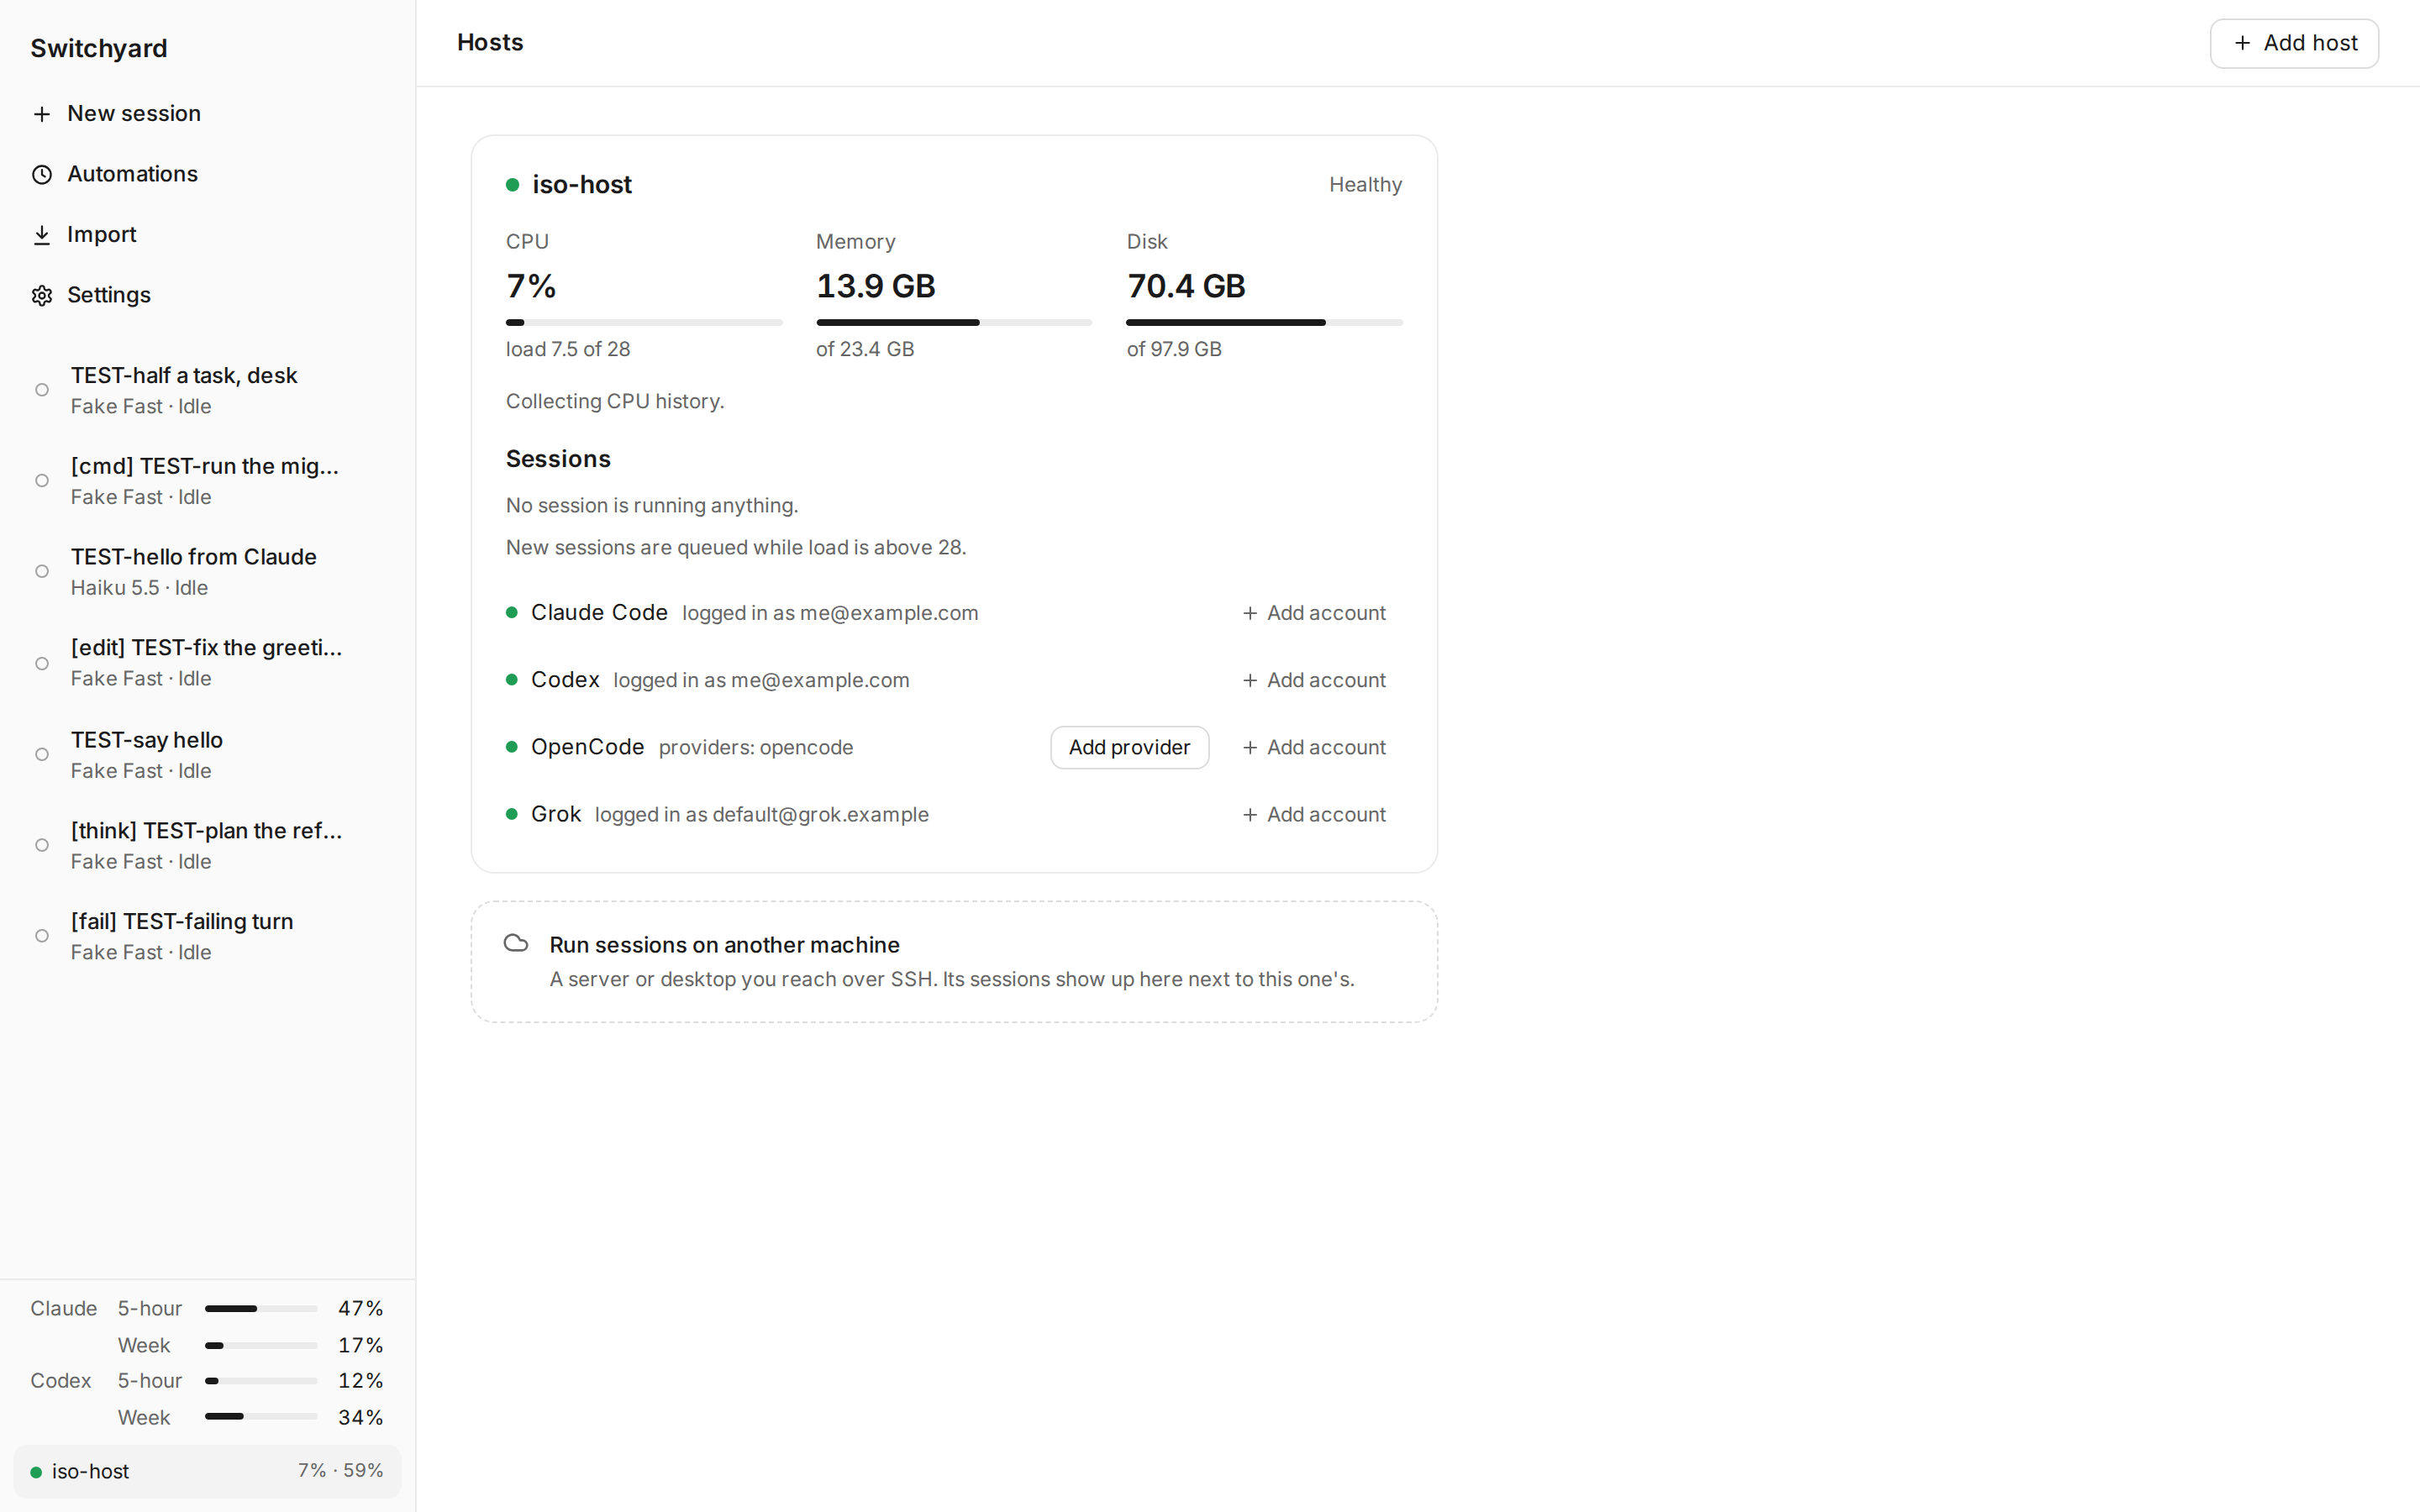 Switchyard
New session
Automations
Import
Settings
TEST-half a task, desk
Fake Fast · Idle
[cmd] TEST-run the mig...
Fake Fast · Idle
TEST-hello from Claude
Haiku 5.5 · Idle
[edit] TEST-fix the greeti...
Fake Fast · Idle
TEST-say hello
Fake Fast · Idle
[think] TEST-plan the ref...
Fake Fast · Idle
[fail] TEST-failing turn
Fake Fast · Idle
Claude 5-hour 47%
Week 17%
Codex 5-hour 12%
Week 34%
iso-host 7% · 59%
Hosts
Add host
iso-host Healthy
CPU Memory Disk
7% 13.9 GB 70.4 GB
load 7.5 of 28 of 23.4 GB of 97.9 GB
Collecting CPU history.
Sessions
No session is running anything.
New sessions are queued while load is above 28.
Claude Code logged in as me@example.com Add account
Codex logged in as me@example.com Add account
OpenCode providers: opencode Add provider Add account
Grok logged in as default@grok.example Add account
Run sessions on another machine
A server or desktop you reach over SSH. Its sessions show up here next to this one's.